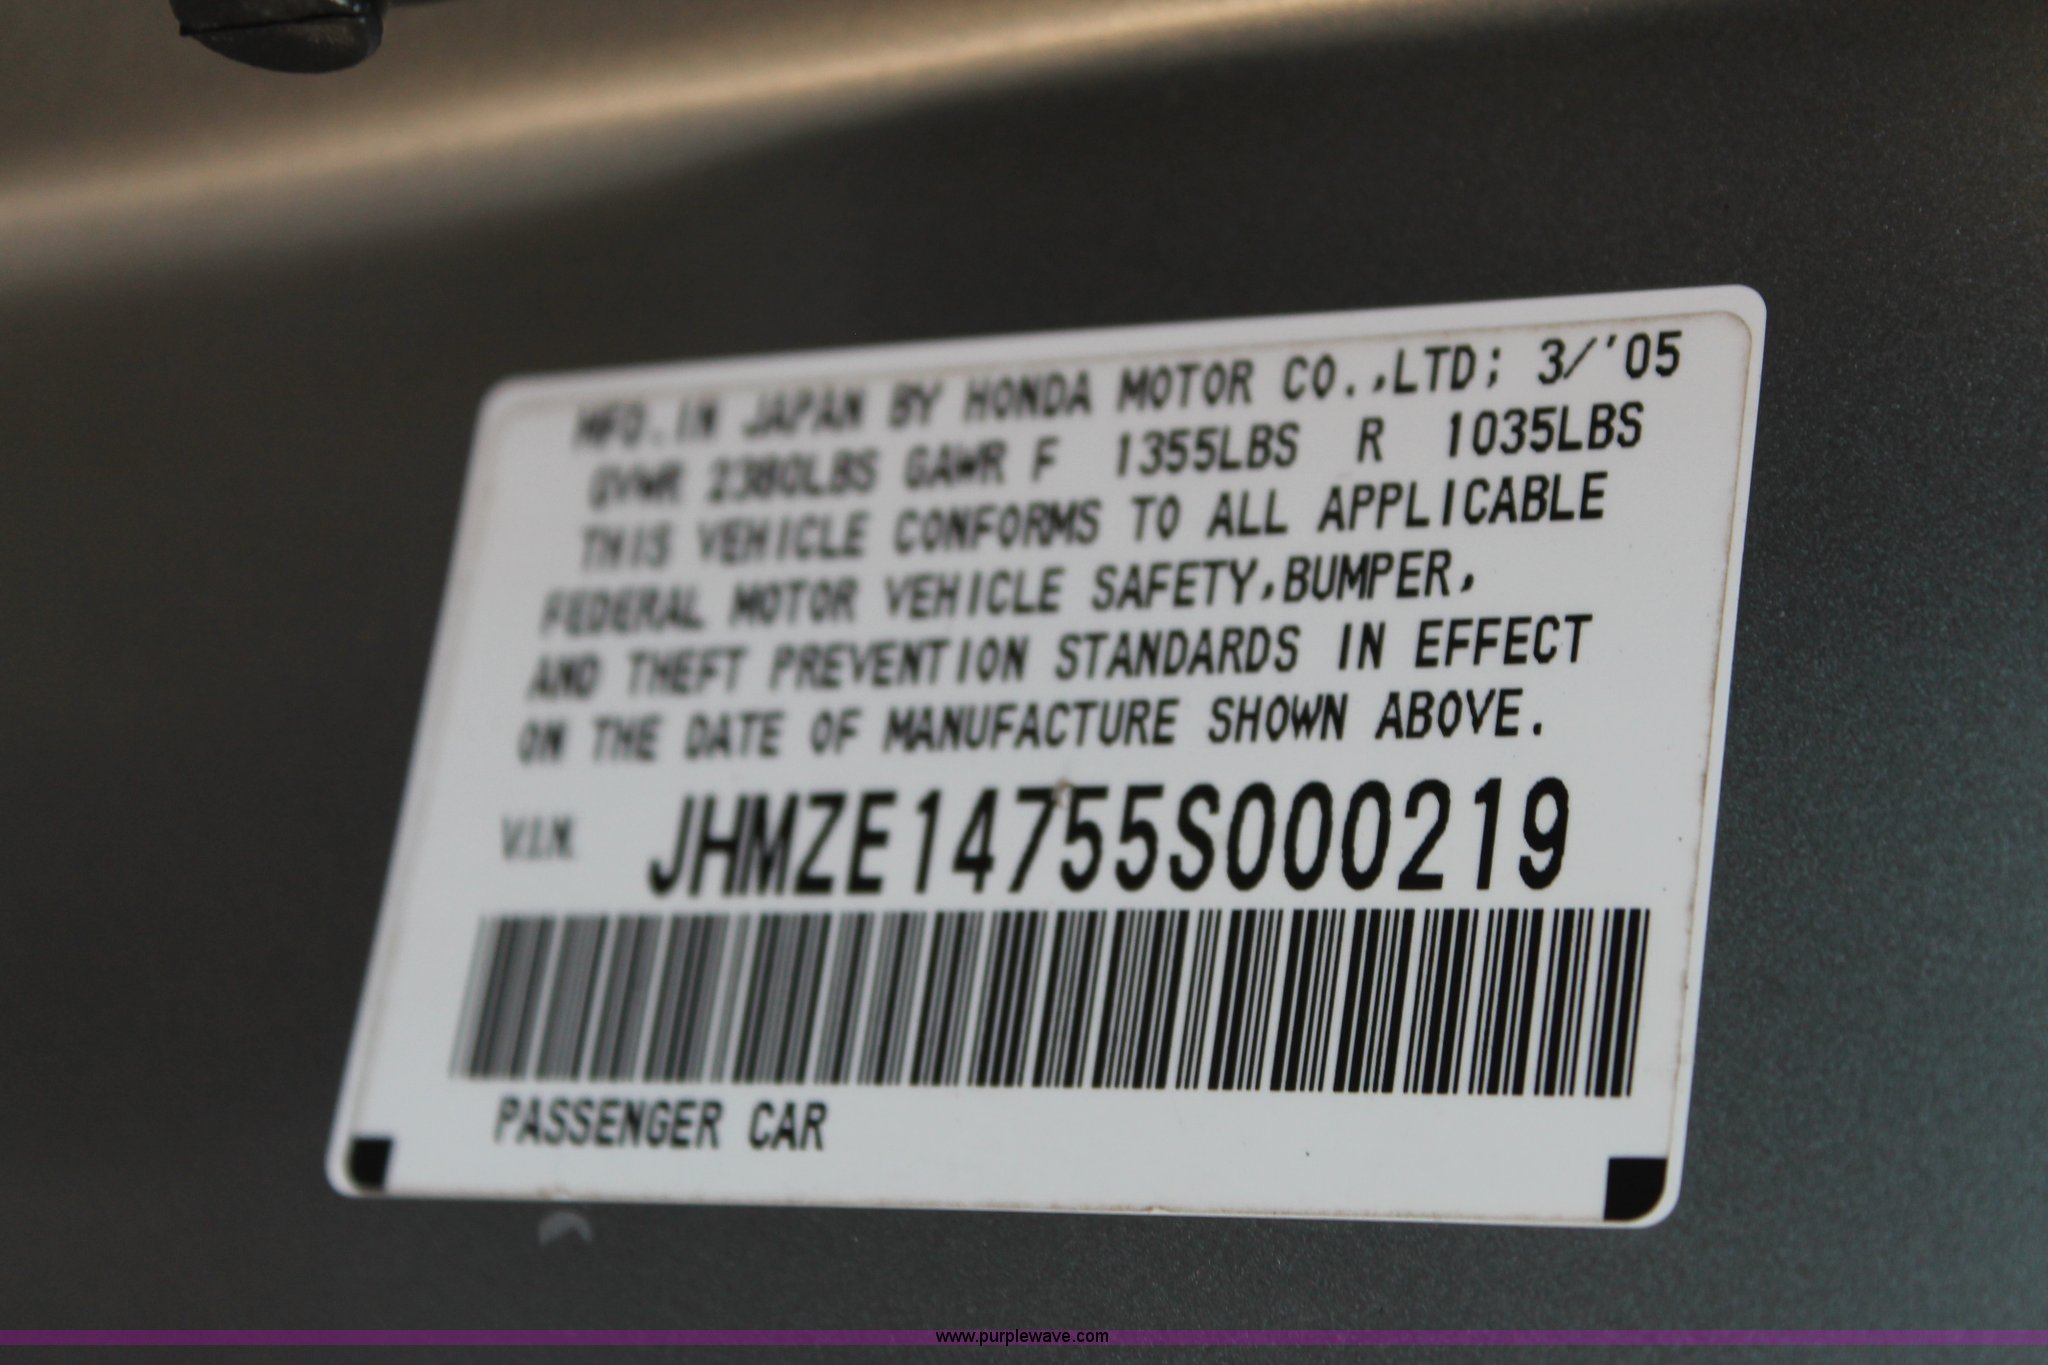 MFD. IN JAPAN BY HONDA MOTOR CO.,LTD; 3/'05
GVWR 2380LBS GAWR F 1355LBS R 1035LBS
THIS VEHICLE CONFORMS TO ALL APPLICABLE
FEDERAL MOTOR VEHICLE SAFETY,BUMPER,
AND THEFT PREVENTION STANDARDS IN EFFECT
ON THE DATE OF MANUFACTURE SHOWN ABOVE.
V.I.N. JHMZE14755S000219
PASSENGER CAR
www.purplewave.com